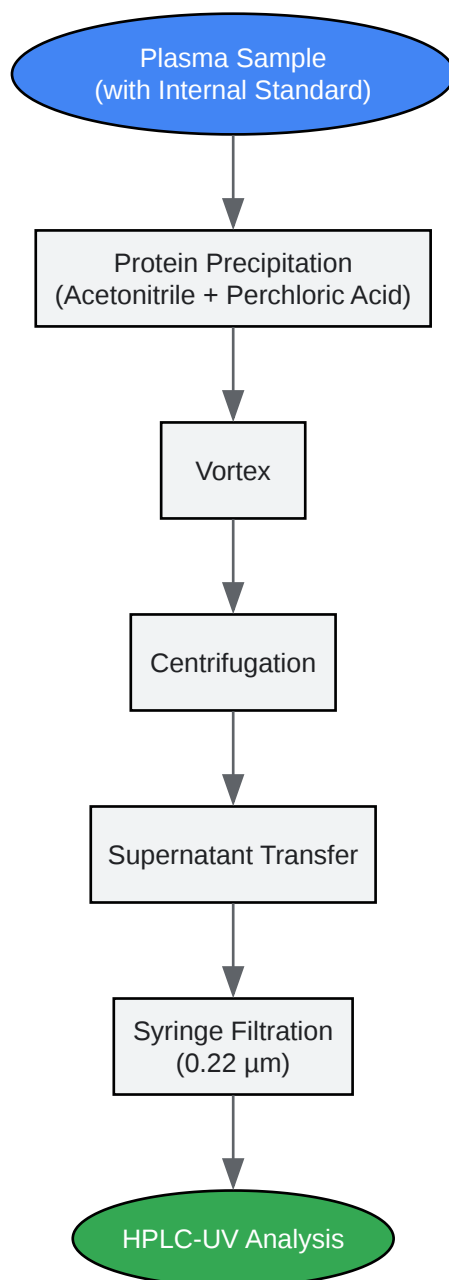 Plasma Sample
(with Internal Standard)
Protein Precipitation
(Acetonitrile + Perchloric Acid)
Vortex
Centrifugation
Supernatant Transfer
Syringe Filtration
(0.22 µm)
HPLC-UV Analysis